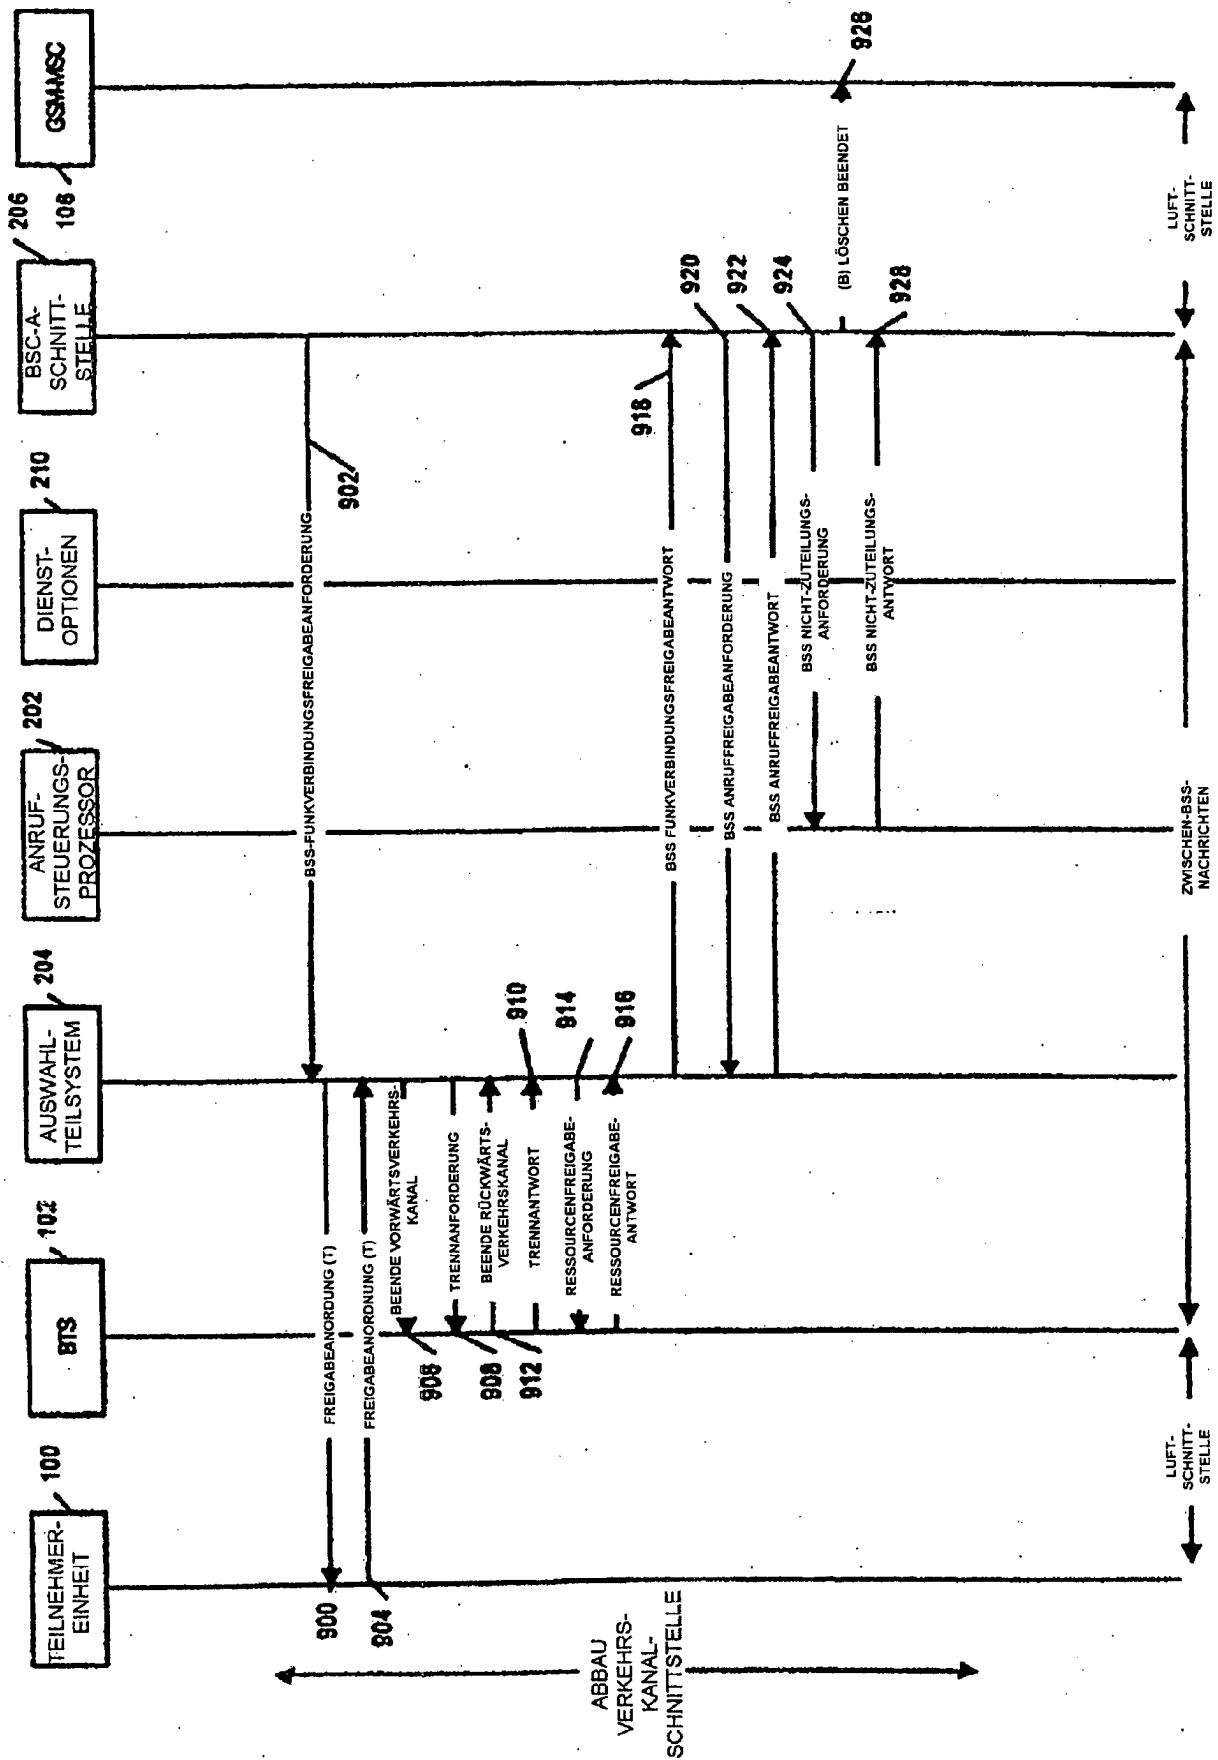 TEILNEHMER-
EINHEIT
100
BTS
102
AUSWAHL-
TEILSYSTEM
204
ANRUF-
STEUERUNGS-
PROZESSOR
202
DIENST-
OPTIONEN
210
BSC-A-
SCHNITT-
STELLE
206
GSM-MSC
108
BSS-FUNKVERBINDUNGSFREIGABEANFORDERUNG
902
FREIGABEANORDUNG (T)
900
FREIGABEANORDNUNG (T)
904
BEENDE VORWÄRTSVERKEHRS-
KANAL
906
TRENNANFORDERUNG
908
BEENDE RÜCKWÄRTS-
VERKEHRSKANAL
912
TRENNANTWORT
910
RESSOURCENFREIGABE-
ANFORDERUNG
914
RESSOURCENFREIGABE-
ANTWORT
916
BSS FUNKVERBINDUNGSFREIGABEANTWORT
918
BSS ANRUFFREIGABEANFORDERUNG
920
BSS ANRUFFREIGABEANTWORT
922
BSS NICHT-ZUTEILUNGS-
ANFORDERUNG
924
(B) LÖSCHEN BEENDET
926
BSS NICHT-ZUTEILUNGS-
ANTWORT
928
ABBAU
VERKEHRS-
KANAL-
SCHNITTSTELLE
LUFT-
SCHNITT-
STELLE
ZWISCHEN-BSS-
NACHRICHTEN
LUFT-
SCHNITT-
STELLE